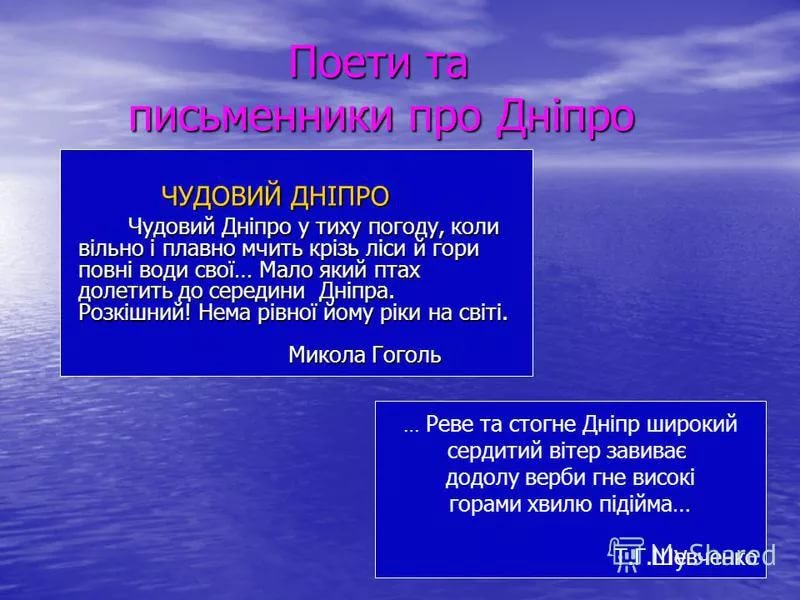 Поети та
письменники про Дніпро
ЧУДОВИЙ ДНІПРО
Чудовий Дніпро у тиху погоду, коли
вільно і плавно мчить крізь ліси й гори
повні води свої... Мало який птах
долетить до середини Дніпра.
Розкішний! Нема рівної йому ріки на світі.
Микола Гоголь
... Реве та стогне Дніпр широкий
сердитий вітер завиває
додолу верби гне високі
горами хвилю підійма...
Т.Г.Шевченко
MyShared